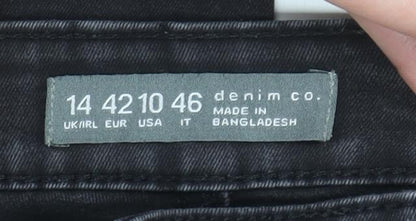 14 42 10 46 denim co.
UK/IRL EUR USA IT MADE IN
BANGLADESH